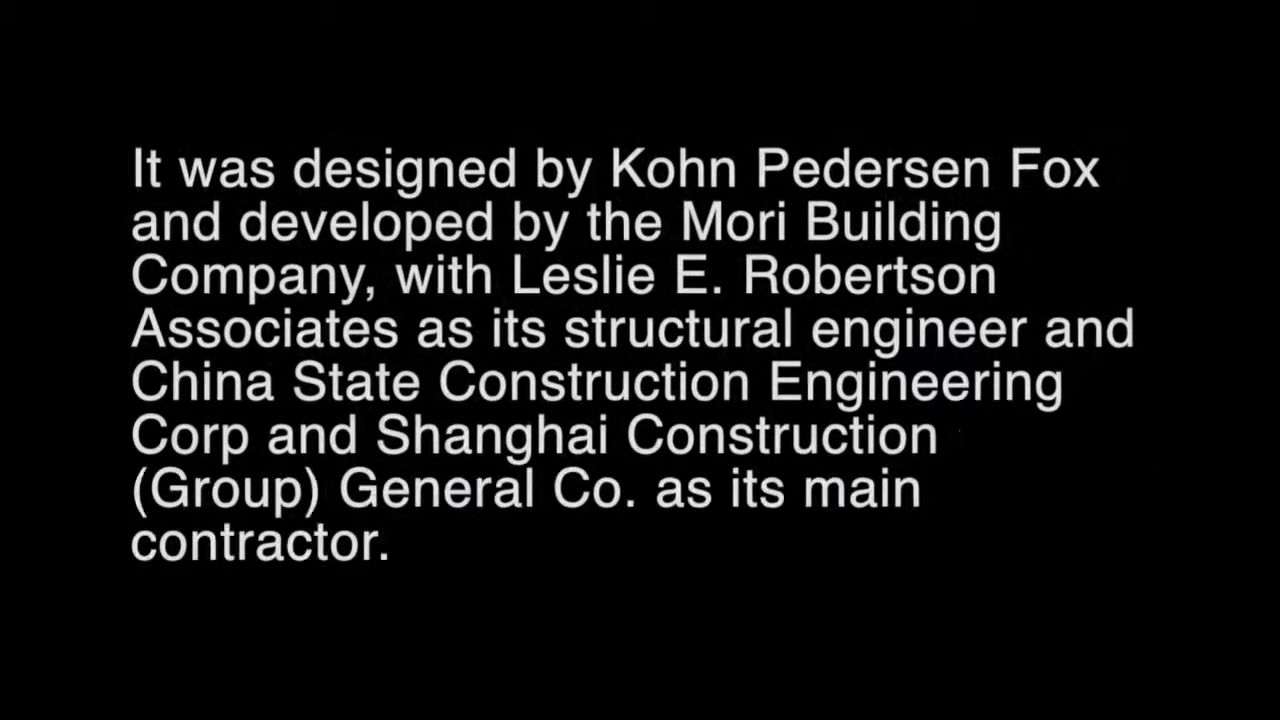 It was designed by Kohn Pedersen Fox
and developed by the Mori Building
Company, with Leslie E. Robertson
Associates as its structural engineer and
China State Construction Engineering
Corp and Shanghai Construction
(Group) General Co. as its main
contractor.